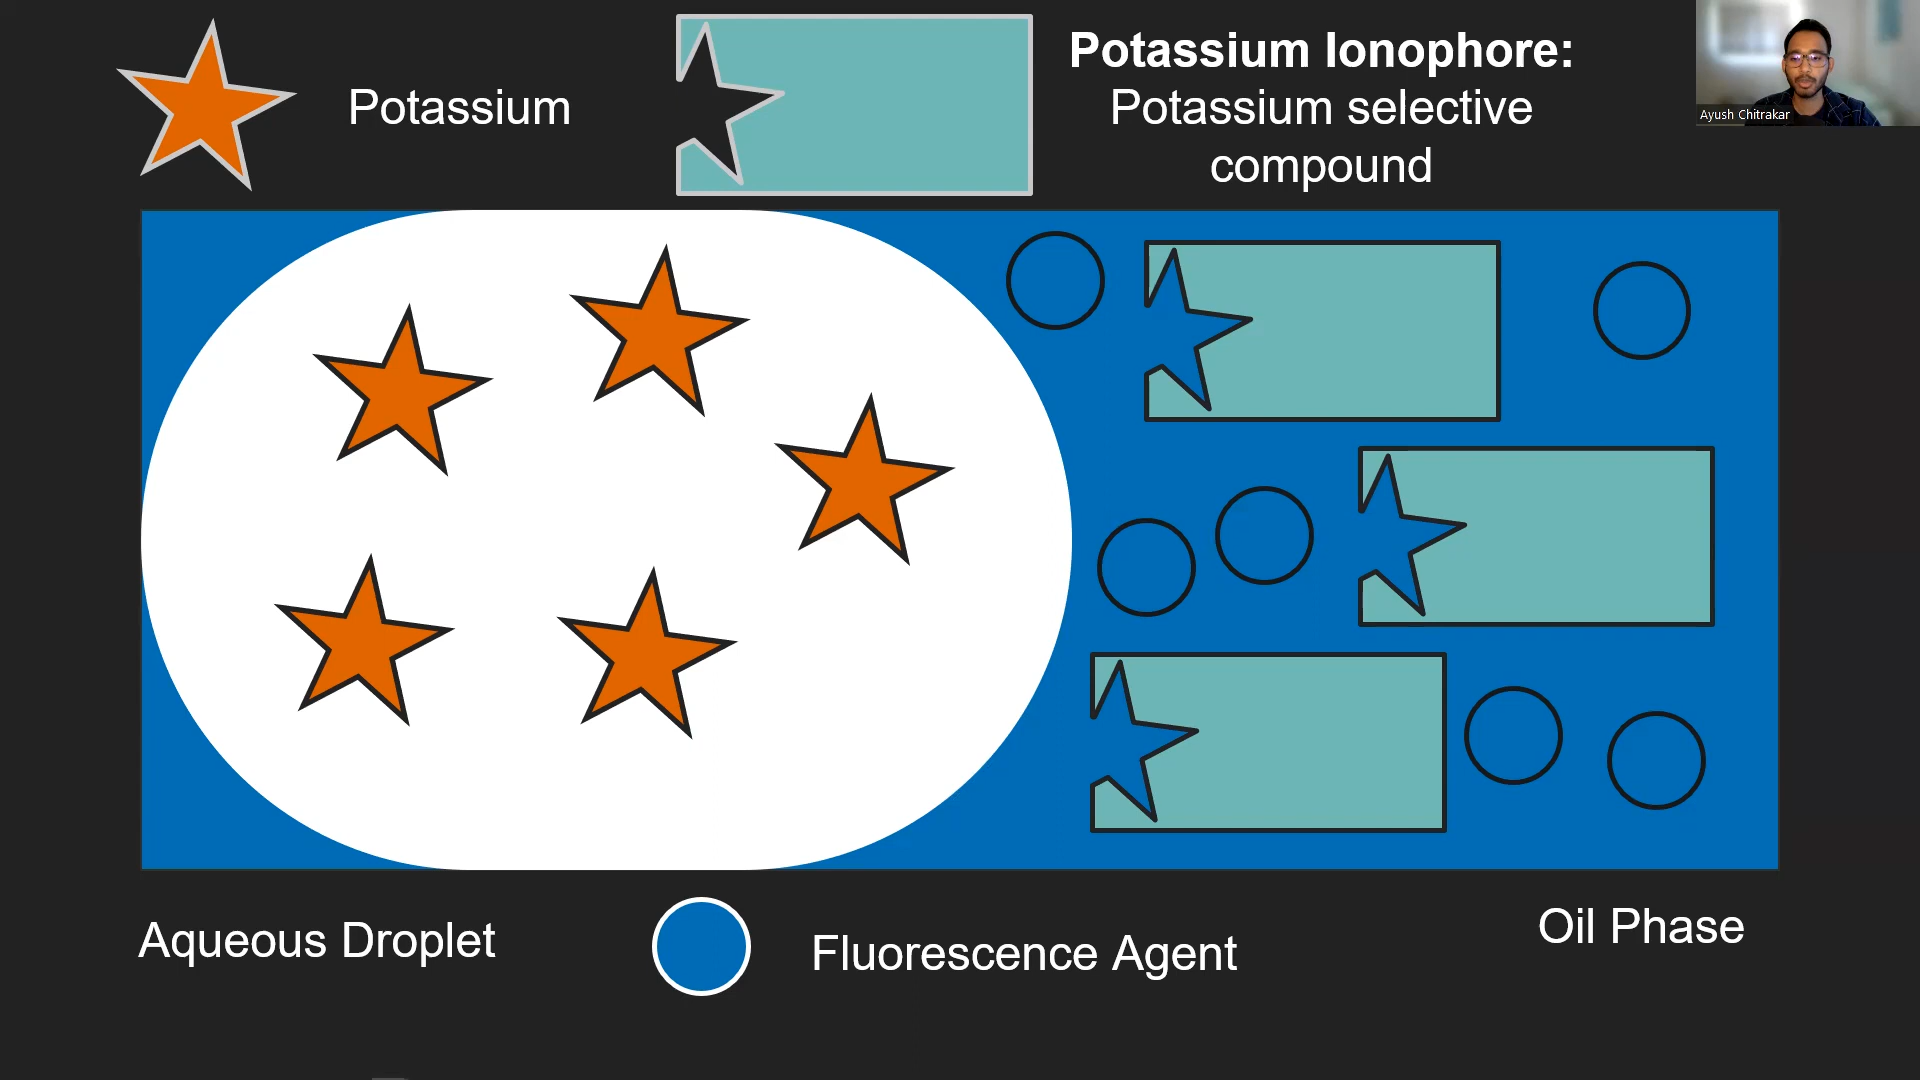 Potassium
Potassium Ionophore:
Potassium selective
compound
Ayush Chitrakar
Aqueous Droplet
Fluorescence Agent
Oil Phase